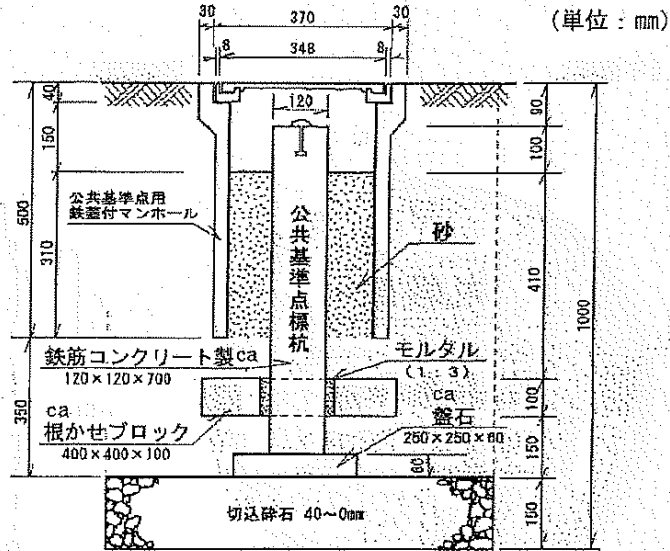 (単位：mm)
30 370 30
8 348 8
120
40
150
500
310
350
90
100
410
1000
100
150
150
公共基準点用
鉄蓋付マンホール
公共基準点標杭
砂
鉄筋コンクリート製ca
120×120×700
モルタル
(1：3)
ca
根かせブロック
400×400×100
ca
盤石
250×250×60
60
切込砕石 40～0mm